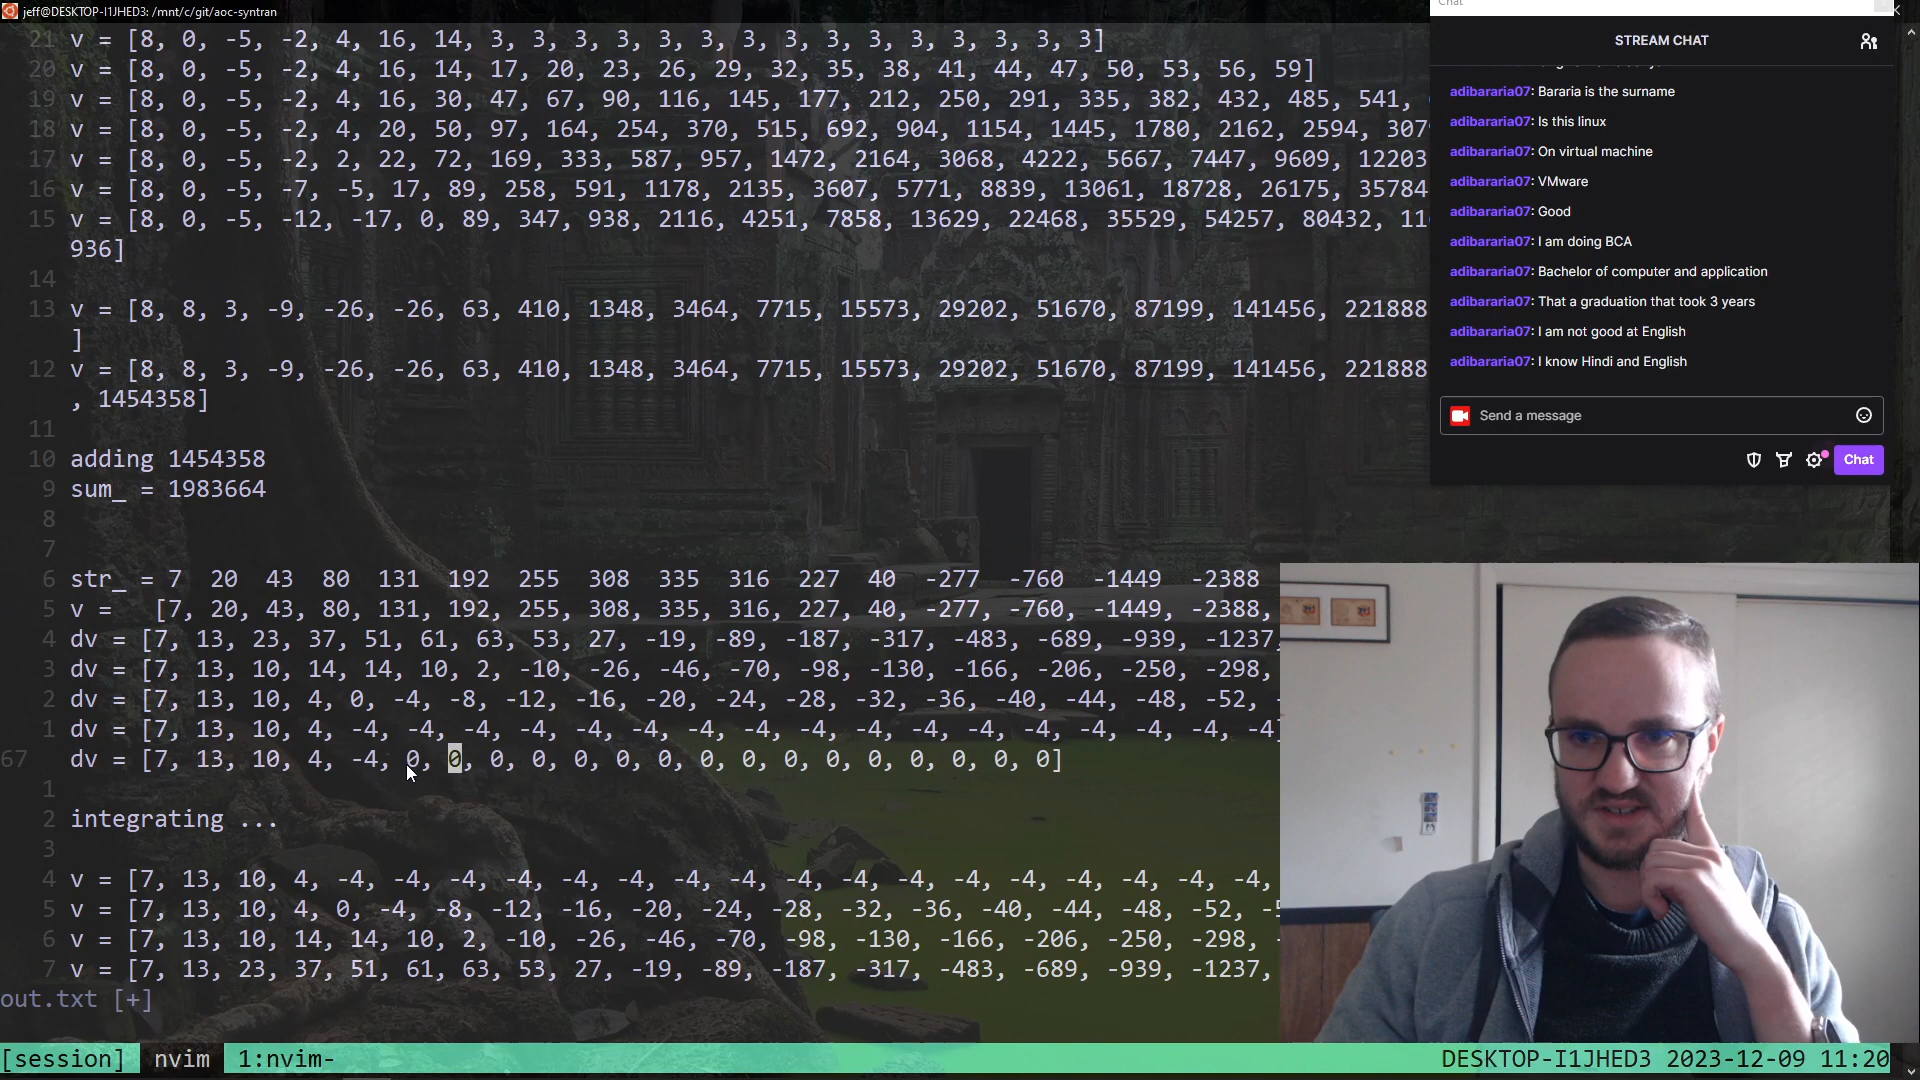 jeff@DESKTOP-I1JHED3: /mnt/c/git/aoc-syntran
21 v = [8, 0, -5, -2, 4, 16, 14, 3, 3, 3, 3, 3, 3, 3, 3, 3, 3, 3, 3, 3, 3, 3]
20 v = [8, 0, -5, -2, 4, 16, 14, 17, 20, 23, 26, 29, 32, 35, 38, 41, 44, 47, 50, 53, 56, 59]
19 v = [8, 0, -5, -2, 4, 16, 30, 47, 67, 90, 116, 145, 177, 212, 250, 291, 335, 382, 432, 485, 541,
18 v = [8, 0, -5, -2, 4, 20, 50, 97, 164, 254, 370, 515, 692, 904, 1154, 1445, 1780, 2162, 2594, 307
17 v = [8, 0, -5, -2, 2, 22, 72, 169, 333, 587, 957, 1472, 2164, 3068, 4222, 5667, 7447, 9609, 12203
16 v = [8, 0, -5, -7, -5, 17, 89, 258, 591, 1178, 2135, 3607, 5771, 8839, 13061, 18728, 26175, 35784
15 v = [8, 0, -5, -12, -17, 0, 89, 347, 938, 2116, 4251, 7858, 13629, 22468, 35529, 54257, 80432, 11
936]
14
13 v = [8, 8, 3, -9, -26, -26, 63, 410, 1348, 3464, 7715, 15573, 29202, 51670, 87199, 141456, 221888
]
12 v = [8, 8, 3, -9, -26, -26, 63, 410, 1348, 3464, 7715, 15573, 29202, 51670, 87199, 141456, 221888
, 1454358]
11
10 adding 1454358
9 sum_ = 1983664
8
7
6 str_ = 7 20 43 80 131 192 255 308 335 316 227 40 -277 -760 -1449 -2388
5 v = [7, 20, 43, 80, 131, 192, 255, 308, 335, 316, 227, 40, -277, -760, -1449, -2388,
4 dv = [7, 13, 23, 37, 51, 61, 63, 53, 27, -19, -89, -187, -317, -483, -689, -939, -1237,
3 dv = [7, 13, 10, 14, 14, 10, 2, -10, -26, -46, -70, -98, -130, -166, -206, -250, -298,
2 dv = [7, 13, 10, 4, 0, -4, -8, -12, -16, -20, -24, -28, -32, -36, -40, -44, -48, -52,
1 dv = [7, 13, 10, 4, -4, -4, -4, -4, -4, -4, -4, -4, -4, -4, -4, -4, -4, -4, -4, -4]
67 dv = [7, 13, 10, 4, -4, 0, 0, 0, 0, 0, 0, 0, 0, 0, 0, 0, 0, 0, 0, 0, 0]
1
2 integrating ...
3
4 v = [7, 13, 10, 4, -4, -4, -4, -4, -4, -4, -4, -4, -4, -4, -4, -4, -4, -4, -4, -4,
5 v = [7, 13, 10, 4, 0, -4, -8, -12, -16, -20, -24, -28, -32, -36, -40, -44, -48, -52,
6 v = [7, 13, 10, 14, 14, 10, 2, -10, -26, -46, -70, -98, -130, -166, -206, -250, -298,
7 v = [7, 13, 23, 37, 51, 61, 63, 53, 27, -19, -89, -187, -317, -483, -689, -939, -1237,
out.txt [+]
[session] nvim 1:nvim- DESKTOP-I1JHED3 2023-12-09 11:20
Chat
STREAM CHAT
adibararia07: Bararia is the surname
adibararia07: Is this linux
adibararia07: On virtual machine
adibararia07: VMware
adibararia07: Good
adibararia07: I am doing BCA
adibararia07: Bachelor of computer and application
adibararia07: That a graduation that took 3 years
adibararia07: I am not good at English
adibararia07: I know Hindi and English
Send a message
Chat